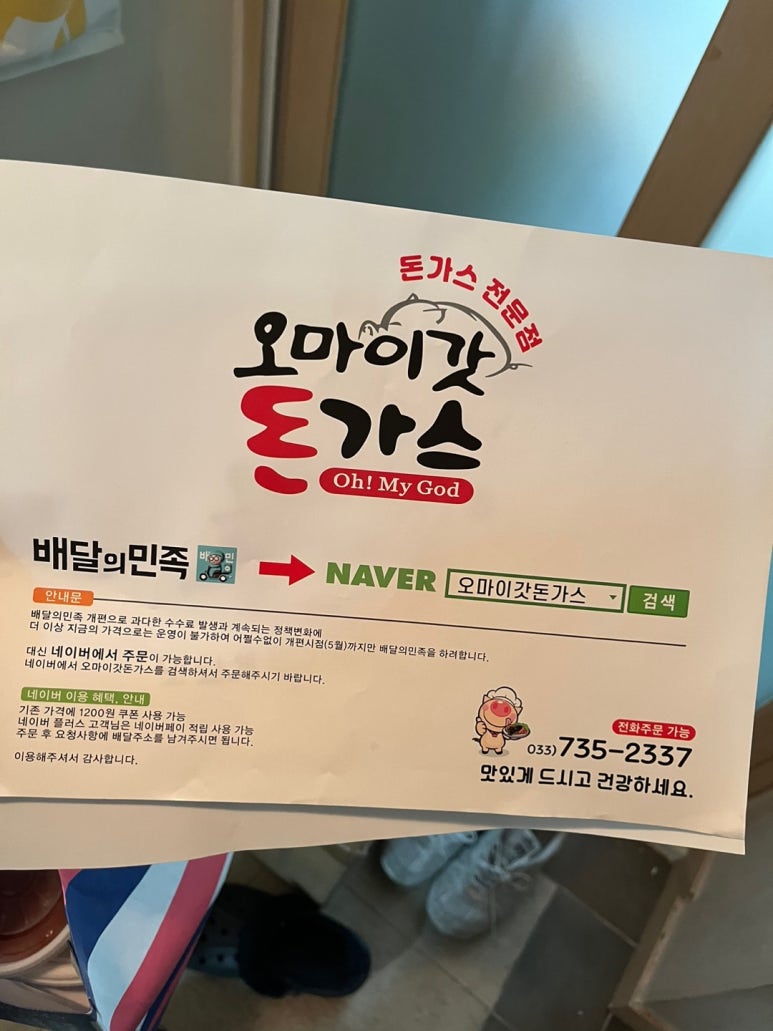 돈가스 전문점
오마이갓
돈가스
Oh! My God
배달의민족 배민 → NAVER 오마이갓돈가스 검색
안내문
배달의민족 개편으로 과다한 수수료 발생과 계속되는 정책변화에
더 이상 지금의 가격으로는 운영이 불가하여 어쩔수없이 개편시점(5월)까지만 배달의민족을 하려합니다.
대신 네이버에서 주문이 가능합니다.
네이버에서 오마이갓돈가스를 검색하셔서 주문해주시기 바랍니다.
네이버 이용 혜택, 안내
기존 가격에 1200원 쿠폰 사용 가능
네이버 플러스 고객님은 네이버페이 적립 사용 가능
주문 후 요청사항에 배달주소를 남겨주시면 됩니다.
이용해주셔서 감사합니다.
전화주문 가능
033)735-2337
맛있게 드시고 건강하세요.